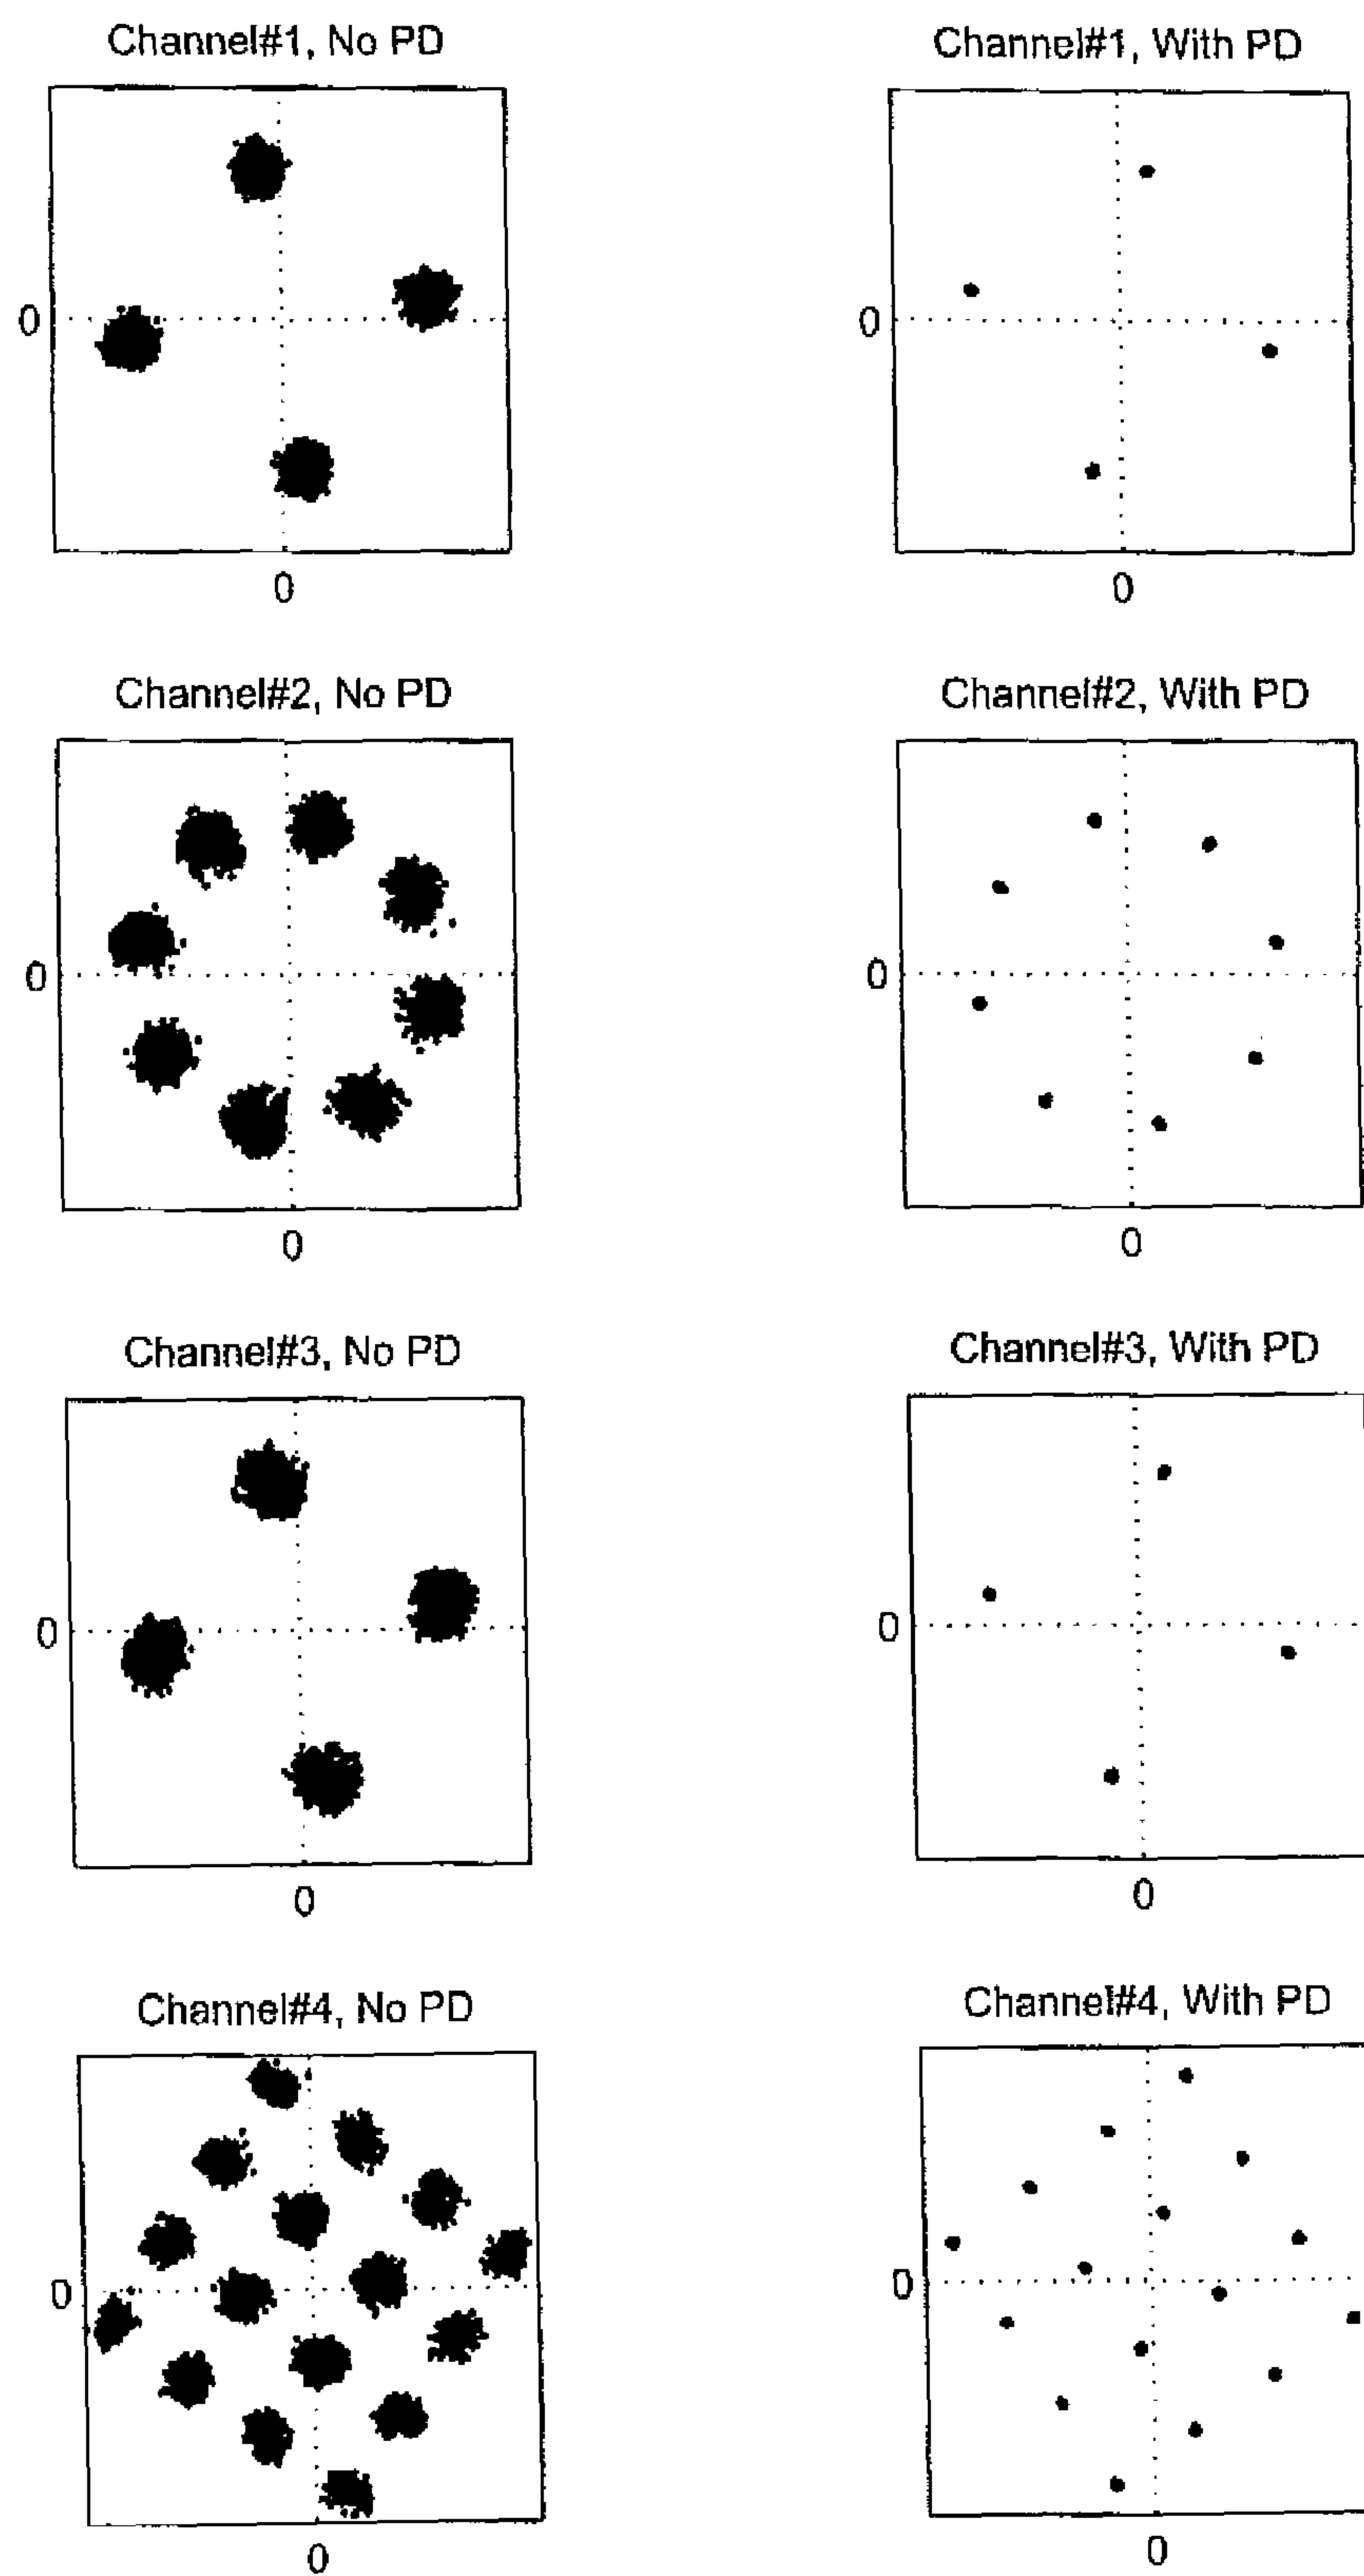 Channel#1, No PD
Channel#1, With PD
0
0
0
0
Channel#2, No PD
Channel#2, With PD
0
0
0
0
Channel#3, No PD
Channel#3, With PD
0
0
0
0
Channel#4, No PD
Channel#4, With PD
0
0
0
0